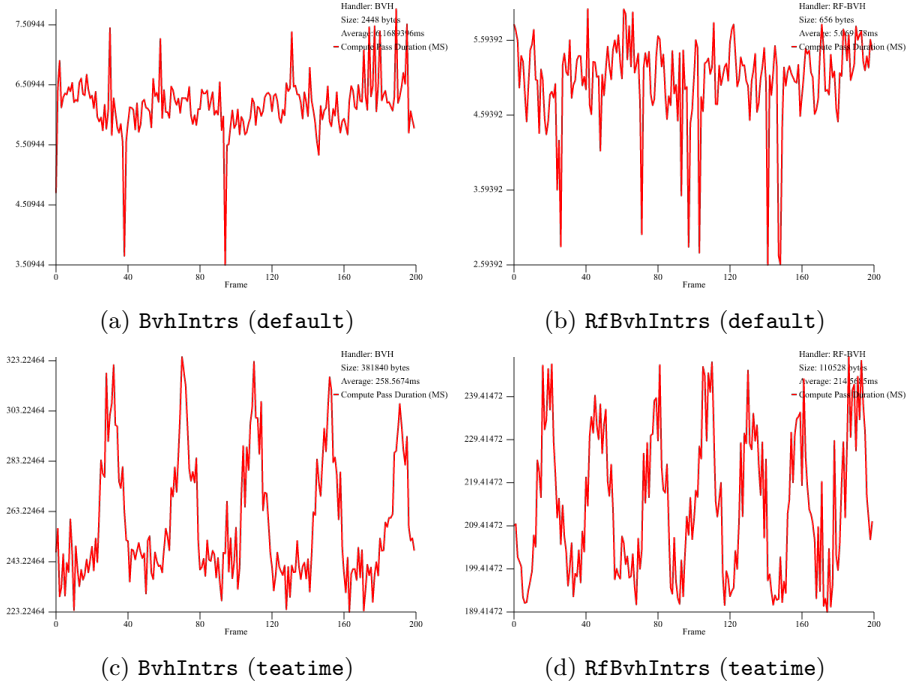 Handler: BVH
Size: 2448 bytes
Compute Pass Duration (MS)
7.50944
6.50944
5.50944
4.50944
3.50944
0
40
80
120
160
200
Frame
(a) BvhIntrs (default)
Handler: RF-BVH
Size: 656 bytes
Compute Pass Duration (MS)
5.59392
4.59392
3.59392
2.59392
0
40
80
120
160
200
Frame
(b) RfBvhIntrs (default)
Handler: BVH
Size: 381840 bytes
Average: 258.5674ms
Compute Pass Duration (MS)
323.22464
303.22464
283.22464
263.22464
243.22464
223.22464
0
40
80
120
160
200
Frame
(c) BvhIntrs (teatime)
Handler: RF-BVH
Size: 110528 bytes
Compute Pass Duration (MS)
239.41472
229.41472
219.41472
209.41472
199.41472
189.41472
0
40
80
120
160
200
Frame
(d) RfBvhIntrs (teatime)